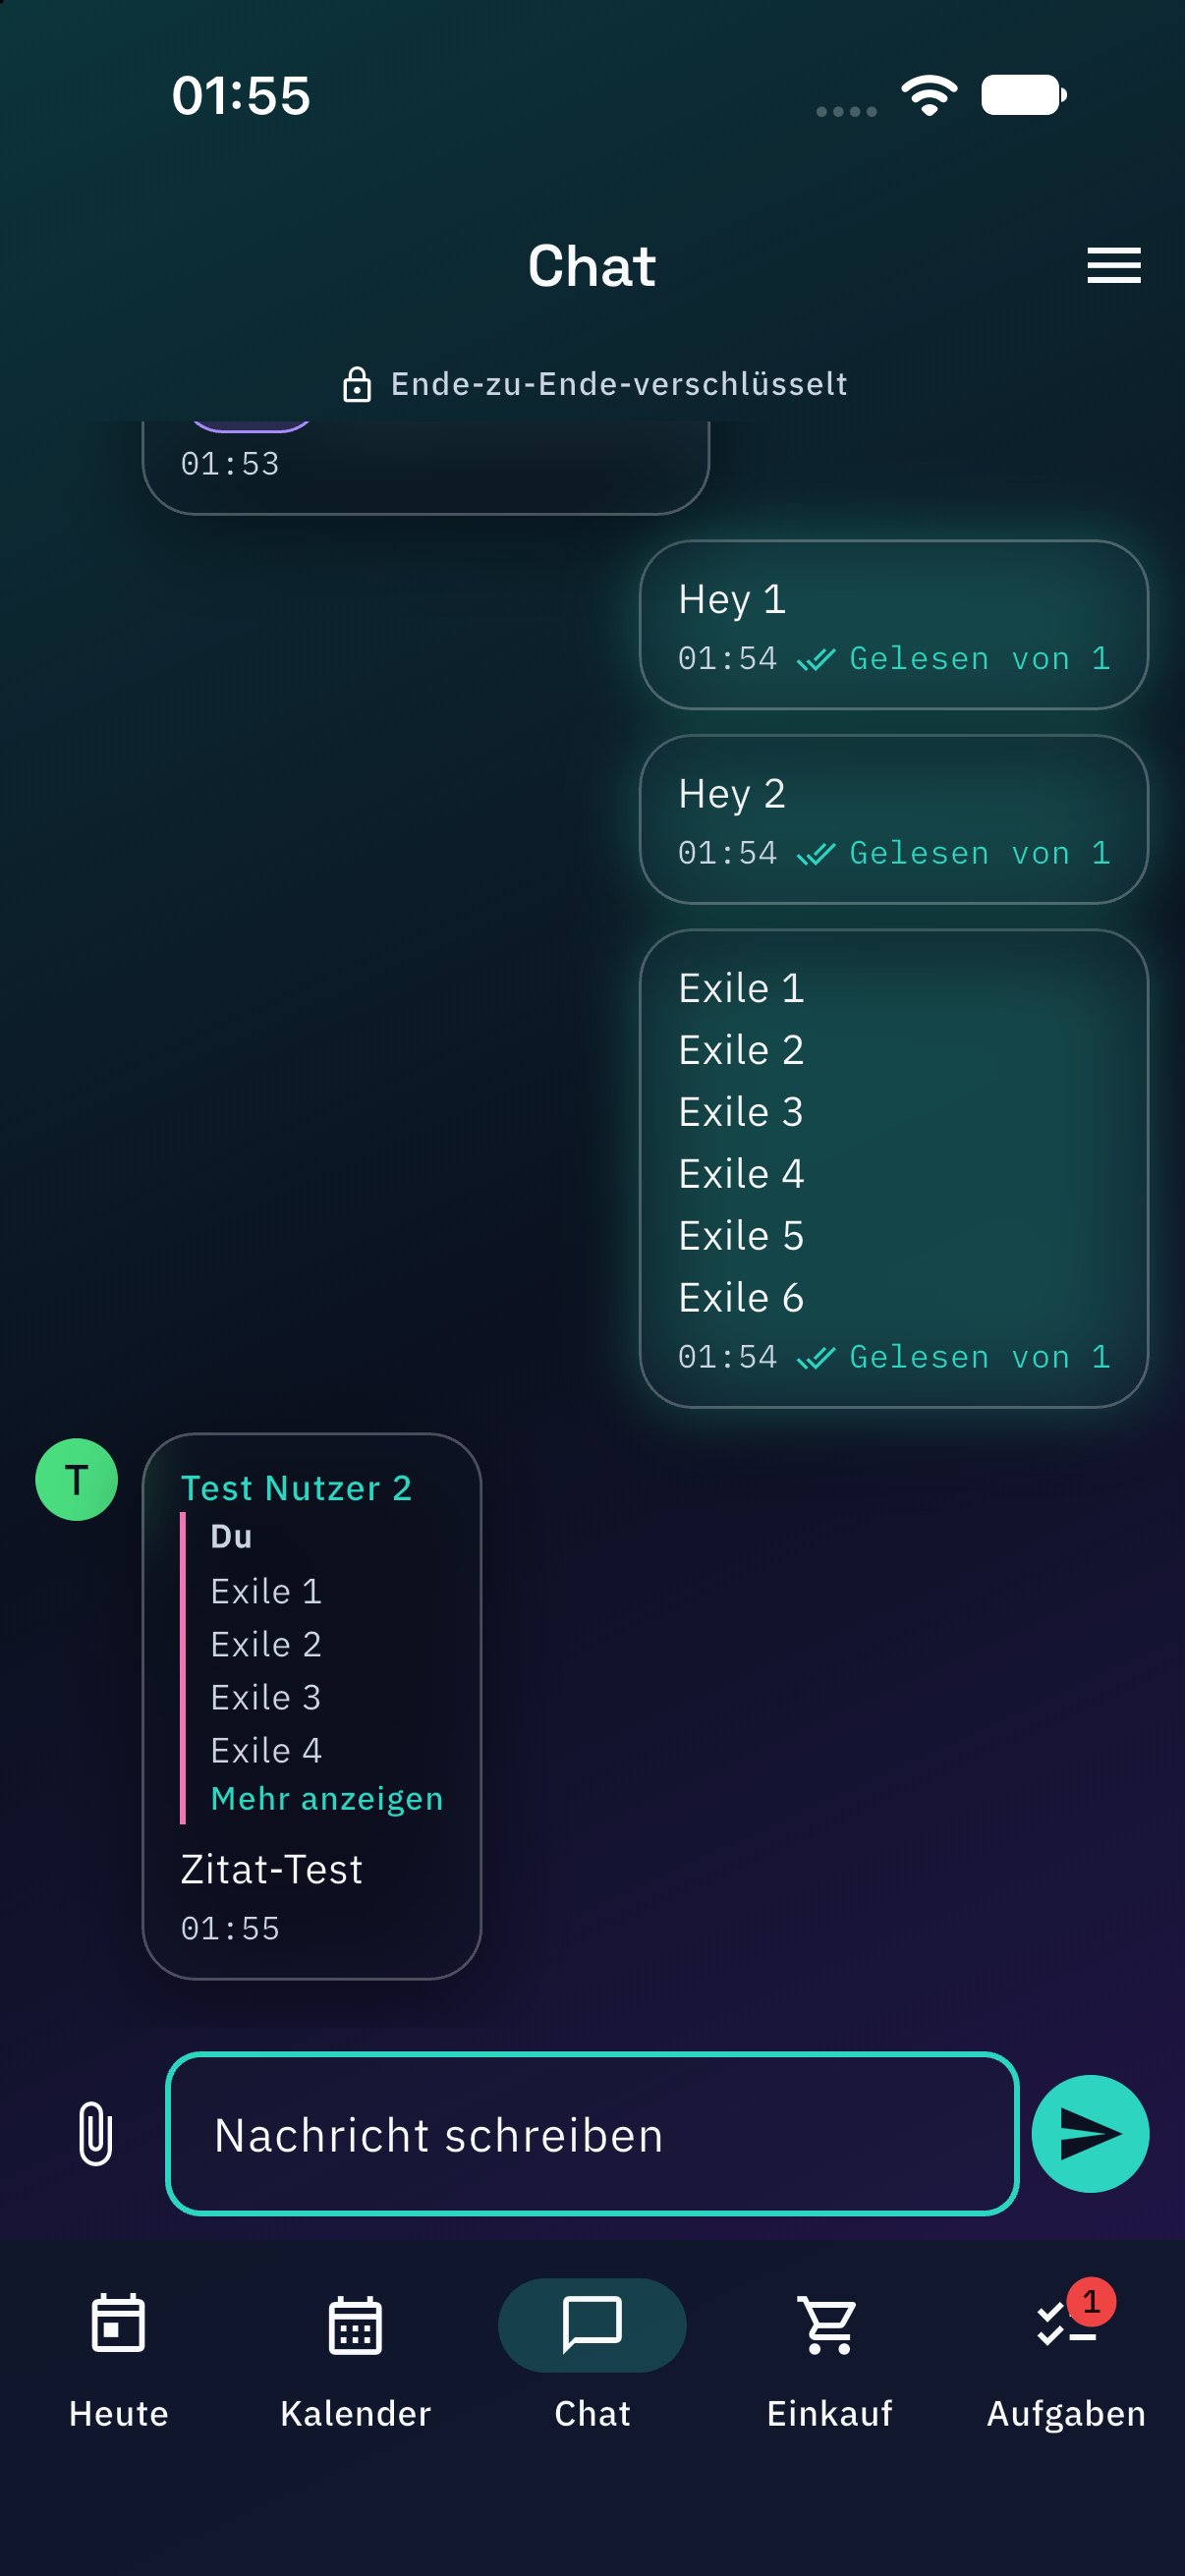 01:55
Chat
Ende-zu-Ende-verschlüsselt
01:53
Hey 1
01:54 Gelesen von 1
Hey 2
01:54 Gelesen von 1
Exile 1
Exile 2
Exile 3
Exile 4
Exile 5
Exile 6
01:54 Gelesen von 1
T
Test Nutzer 2
Du
Exile 1
Exile 2
Exile 3
Exile 4
Mehr anzeigen
Zitat-Test
01:55
Nachricht schreiben
1
Heute Kalender Chat Einkauf Aufgaben